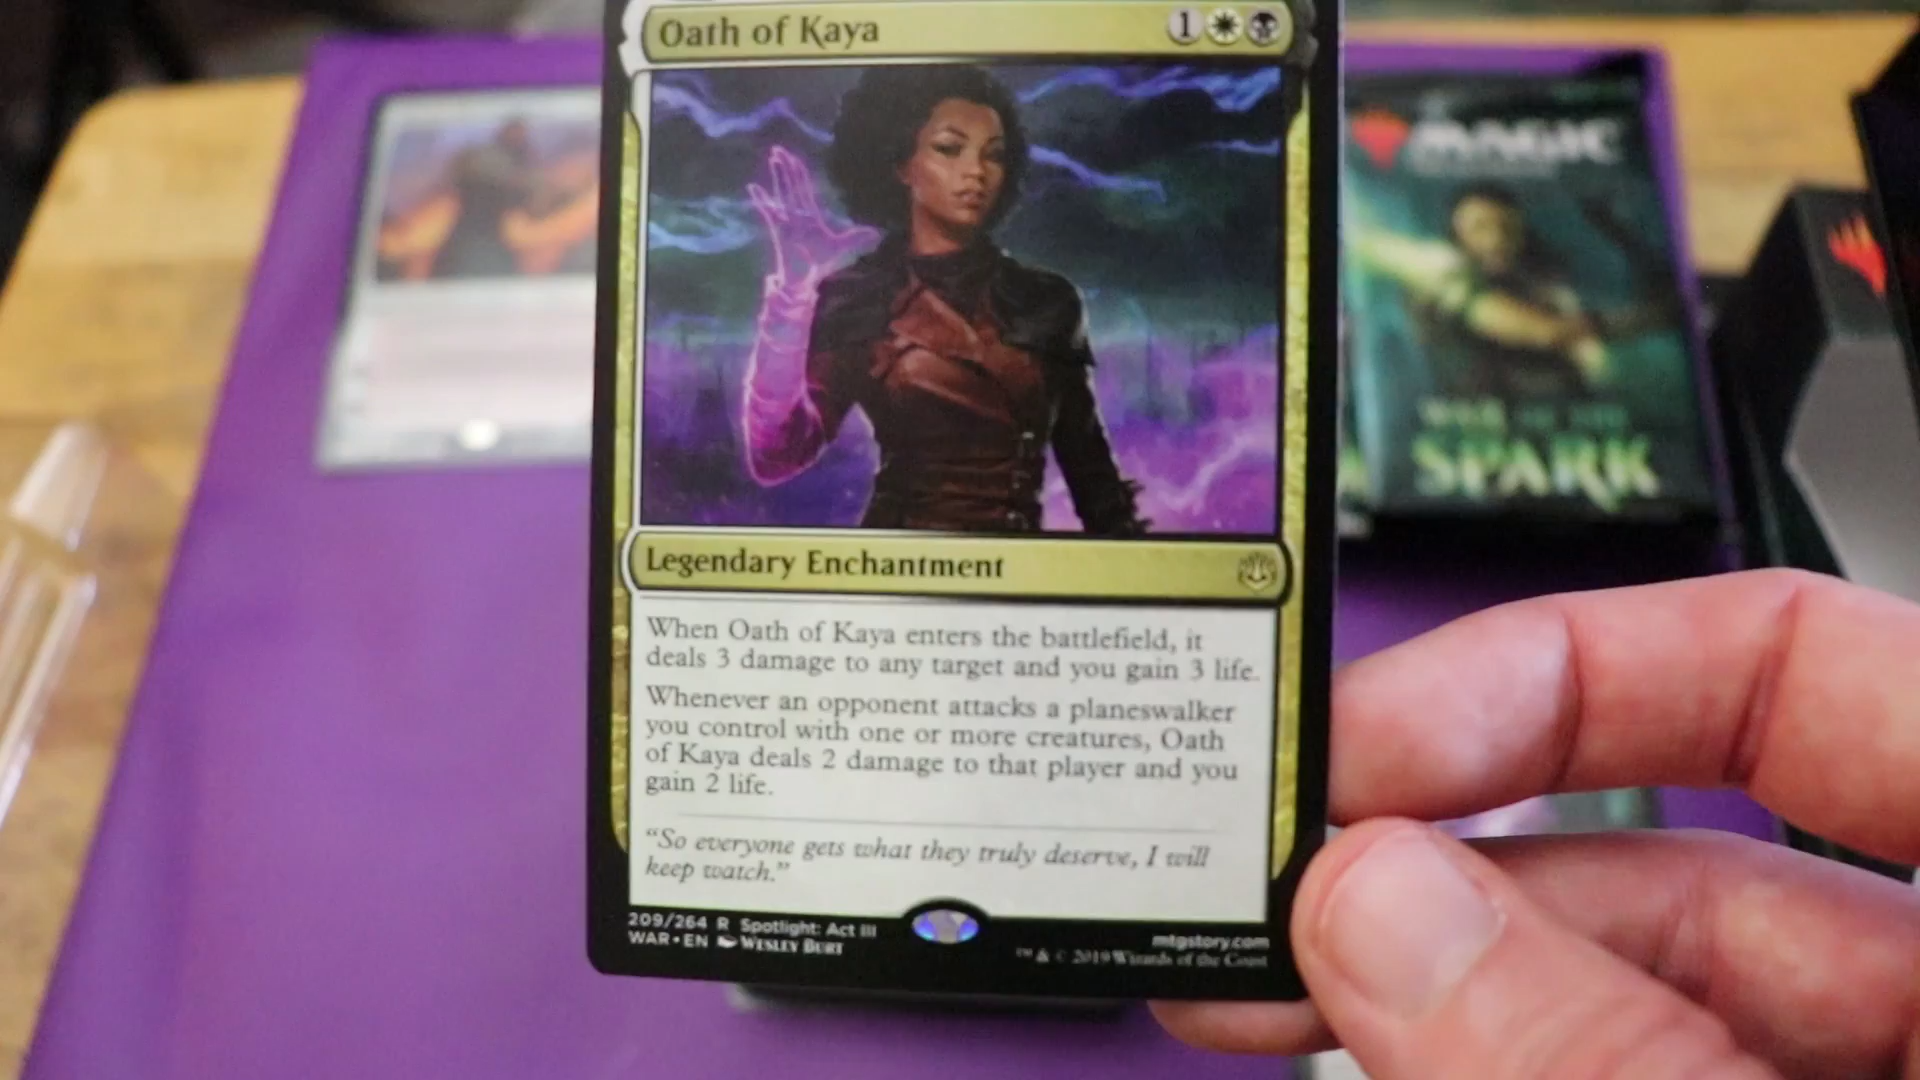 Oath of Kaya
1
Legendary Enchantment
When Oath of Kaya enters the battlefield, it
deals 3 damage to any target and you gain 3 life.
Whenever an opponent attacks a planeswalker
you control with one or more creatures, Oath
of Kaya deals 2 damage to that player and you
gain 2 life.
“So everyone gets what they truly deserve, I will
keep watch.”
209/264 R Spotlight: Act III
WAR • EN Wesley Burt
mtgstory.com
™ & © 2019 Wizards of the Coast
MAGIC
WAR OF THE
SPARK